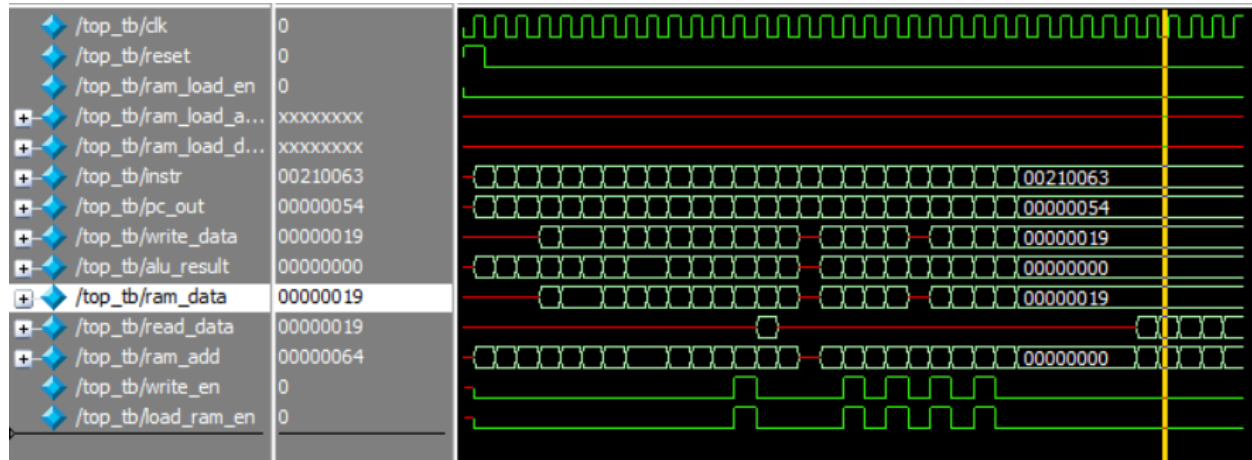 /top_tb/clk 0
/top_tb/reset 0
/top_tb/ram_load_en 0
/top_tb/ram_load_a... xxxxxxxx
/top_tb/ram_load_d... xxxxxxxx
/top_tb/instr 00210063 00210063
/top_tb/pc_out 00000054 00000054
/top_tb/write_data 00000019 00000019
/top_tb/alu_result 00000000 00000000
/top_tb/ram_data 00000019 00000019
/top_tb/read_data 00000019
/top_tb/ram_add 00000064 00000000
/top_tb/write_en 0
/top_tb/load_ram_en 0